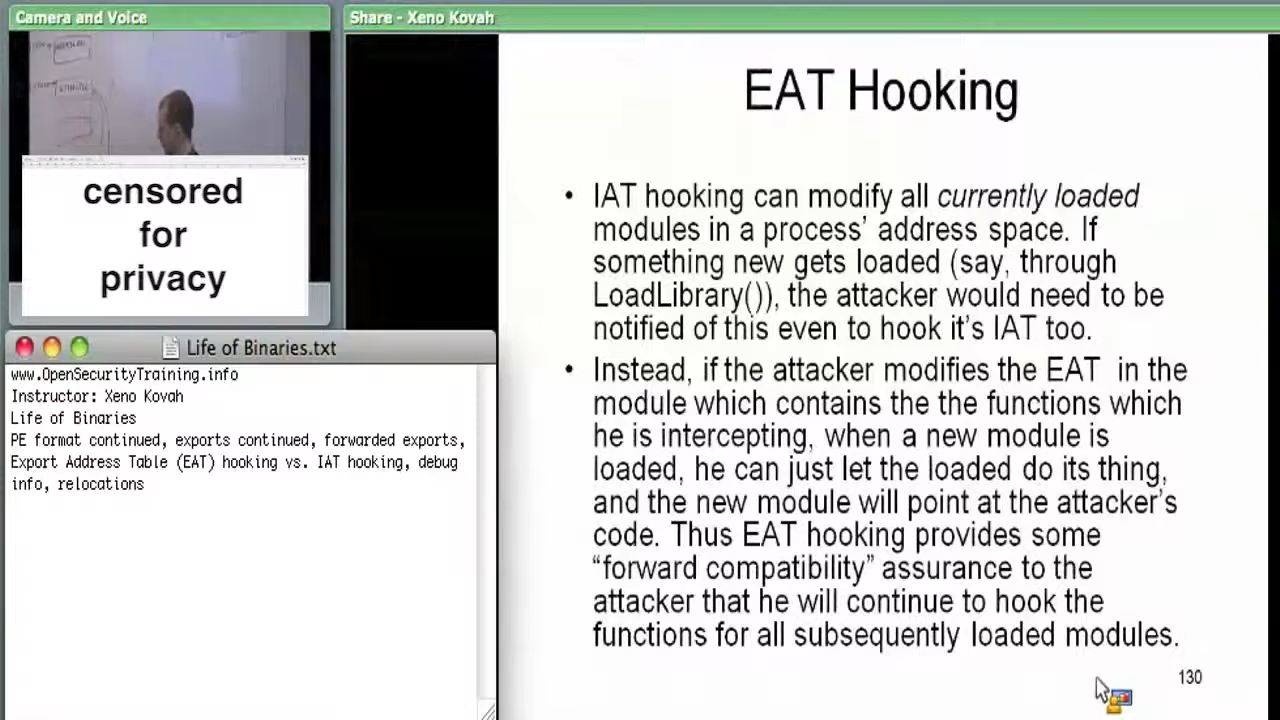 Camera and Voice
censored
for
privacy
Life of Binaries.txt
www.OpenSecurityTraining.info
Instructor: Xeno Kovah
Life of Binaries
PE format continued, exports continued, forwarded exports,
Export Address Table (EAT) hooking vs. IAT hooking, debug
info, relocations
Share - Xeno Kovah
EAT Hooking
• IAT hooking can modify all currently loaded
modules in a process’ address space. If
something new gets loaded (say, through
LoadLibrary()), the attacker would need to be
notified of this even to hook it’s IAT too.
• Instead, if the attacker modifies the EAT in the
module which contains the the functions which
he is intercepting, when a new module is
loaded, he can just let the loaded do its thing,
and the new module will point at the attacker’s
code. Thus EAT hooking provides some
“forward compatibility” assurance to the
attacker that he will continue to hook the
functions for all subsequently loaded modules.
130